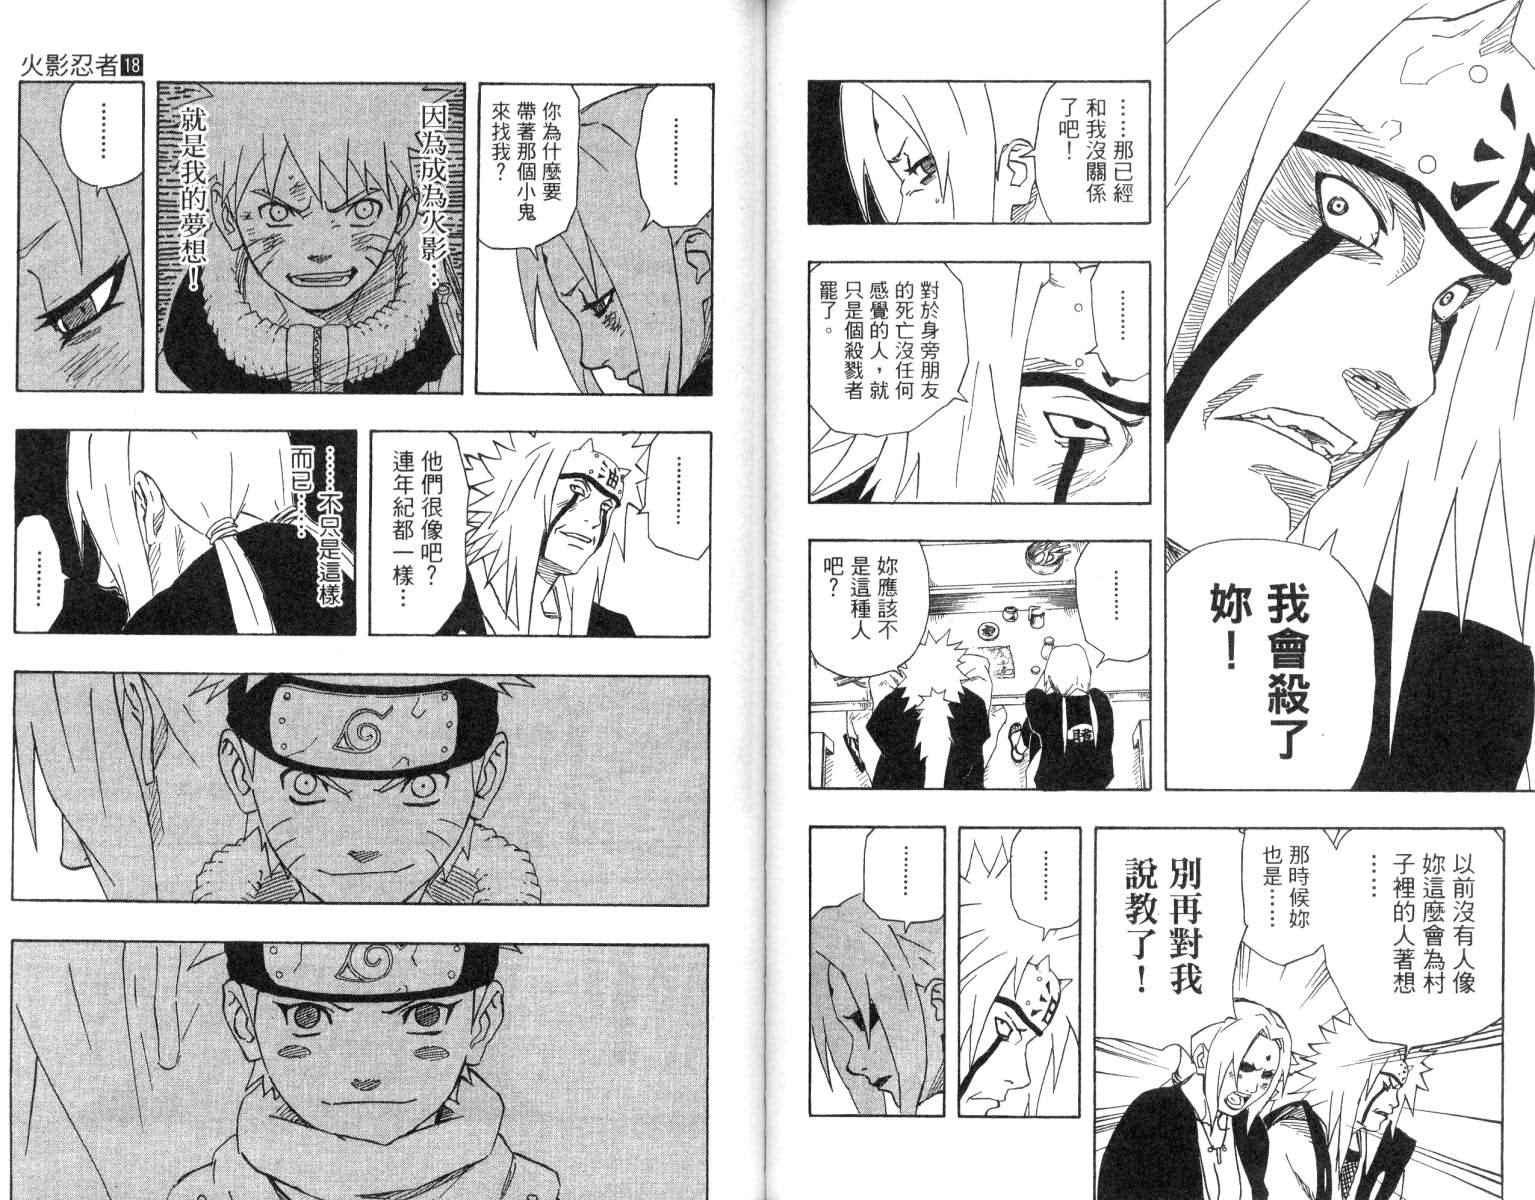 油
我會殺了
妳！
……那已經
和我沒關係
了吧！
………
對於身旁朋友
的死亡沒任何
感覺的人，就
只是個殺戮者
罷了。
………
妳應該不
是這種人
吧？
賭
以前沒有人像
妳這麼會為村
子裡的人著想
……
那時候妳
也是……
別再對我
說教了！
………
………
火影忍者18
………
你為什麼要
帶著那個小鬼
來找我？
因為成為火影…
就是我的夢想！
………
………
油
他們很像吧？
連年紀都一樣…
……不只是這樣
而已……
………